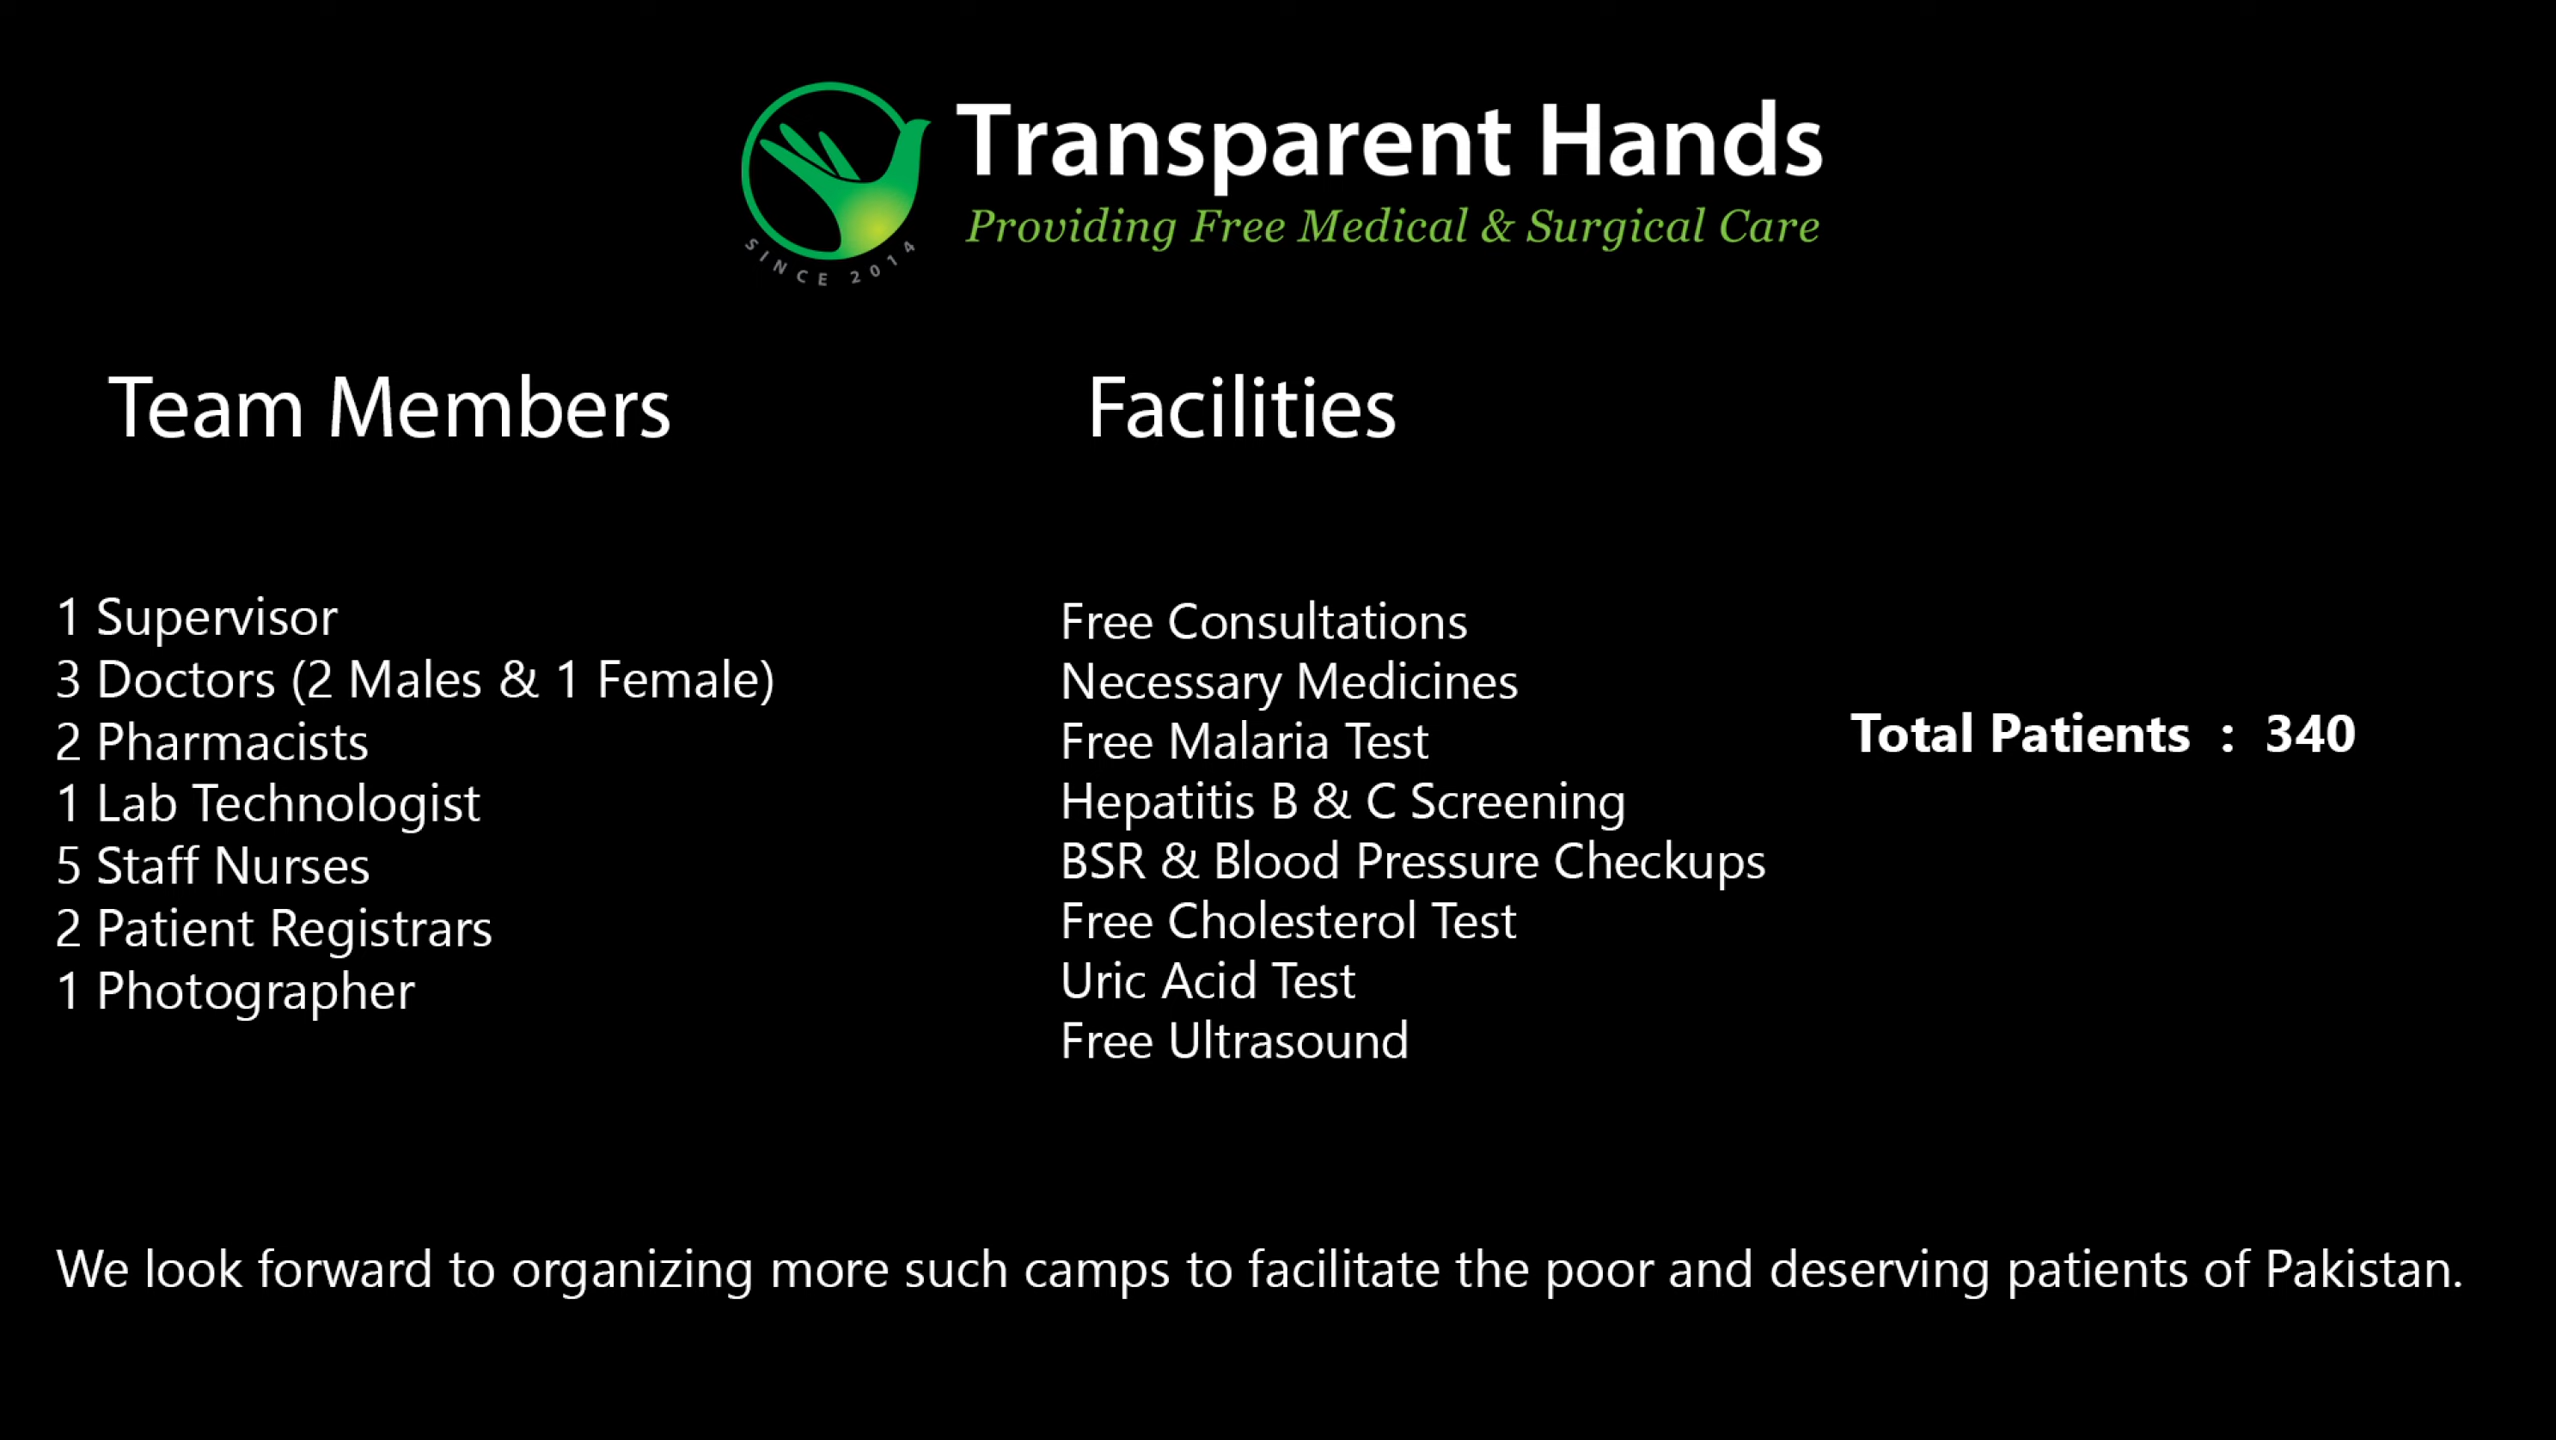 Transparent Hands
Providing Free Medical & Surgical Care
SINCE 2014
Team Members
1 Supervisor
3 Doctors (2 Males & 1 Female)
2 Pharmacists
1 Lab Technologist
5 Staff Nurses
2 Patient Registrars
1 Photographer
Facilities
Free Consultations
Necessary Medicines
Free Malaria Test
Hepatitis B & C Screening
BSR & Blood Pressure Checkups
Free Cholesterol Test
Uric Acid Test
Free Ultrasound
Total Patients : 340
We look forward to organizing more such camps to facilitate the poor and deserving patients of Pakistan.